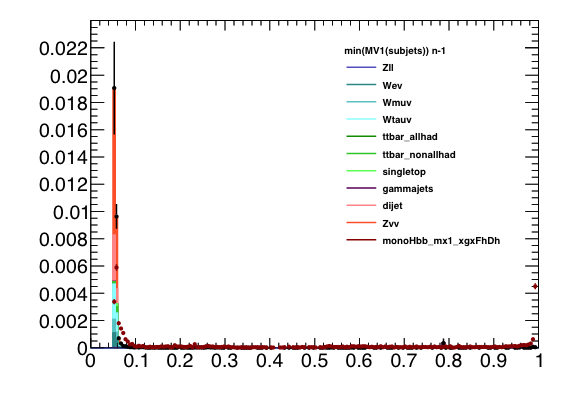 min(MV1(subjets)) n-1
Zll
Wev
Wmuv
Wtauv
ttbar_allhad
ttbar_nonallhad
singletop
gammajets
dijet
Zvv
monoHbb_mx1_xgxFhDh
0.022
0.02
0.018
0.016
0.014
0.012
0.01
0.008
0.006
0.004
0.002
0
0 0.1 0.2 0.3 0.4 0.5 0.6 0.7 0.8 0.9 1